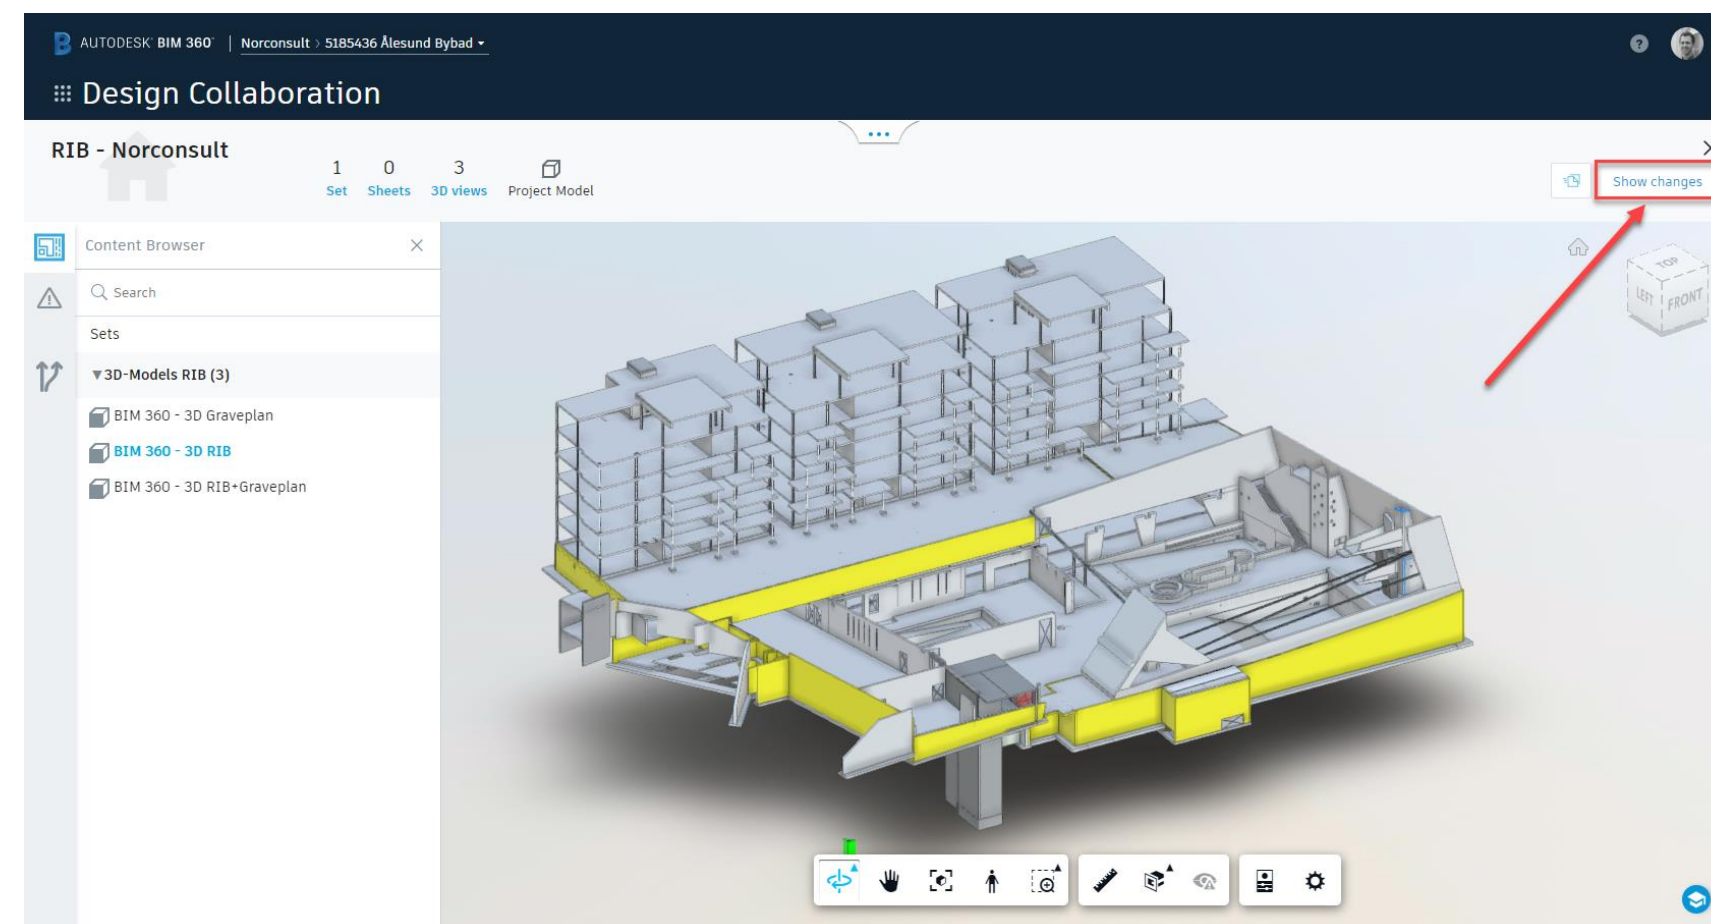 AUTODESK® BIM 360™ | Norconsult > 5185436 Ålesund Bybad
Design Collaboration
RIB - Norconsult
1 0 3
Set Sheets 3D views Project Model
Show changes
Content Browser
Search
Sets
3D-Models RIB (3)
BIM 360 - 3D Graveplan
BIM 360 - 3D RIB
BIM 360 - 3D RIB+Graveplan
TOP
LEFT FRONT